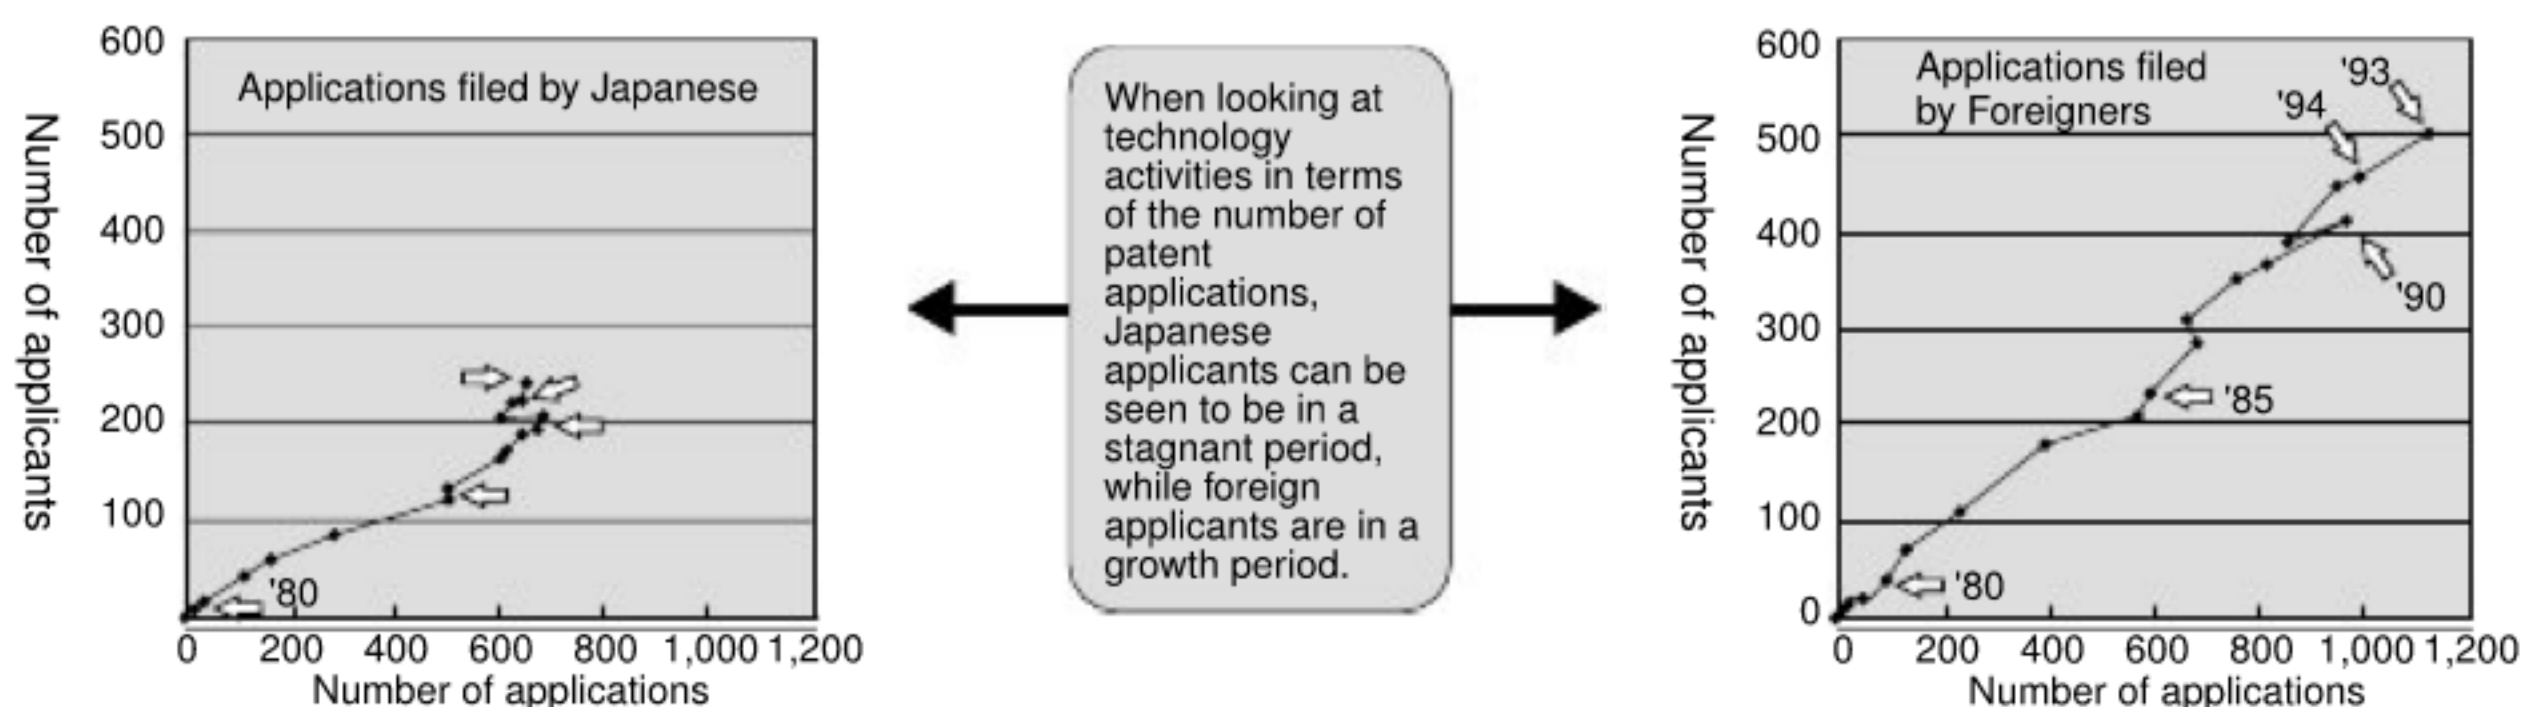 600
500
400
300
200
100
Number of applicants
Applications filed by Japanese
'80
0 200 400 600 800 1,000 1,200
Number of applications
When looking at
technology
activities in terms
of the number of
patent
applications,
Japanese
applicants can be
seen to be in a
stagnant period,
while foreign
applicants are in a
growth period.
600
500
400
300
200
100
0
Number of applicants
Applications filed
by Foreigners
'93
'94
'90
'85
'80
0 200 400 600 800 1,000 1,200
Number of applications